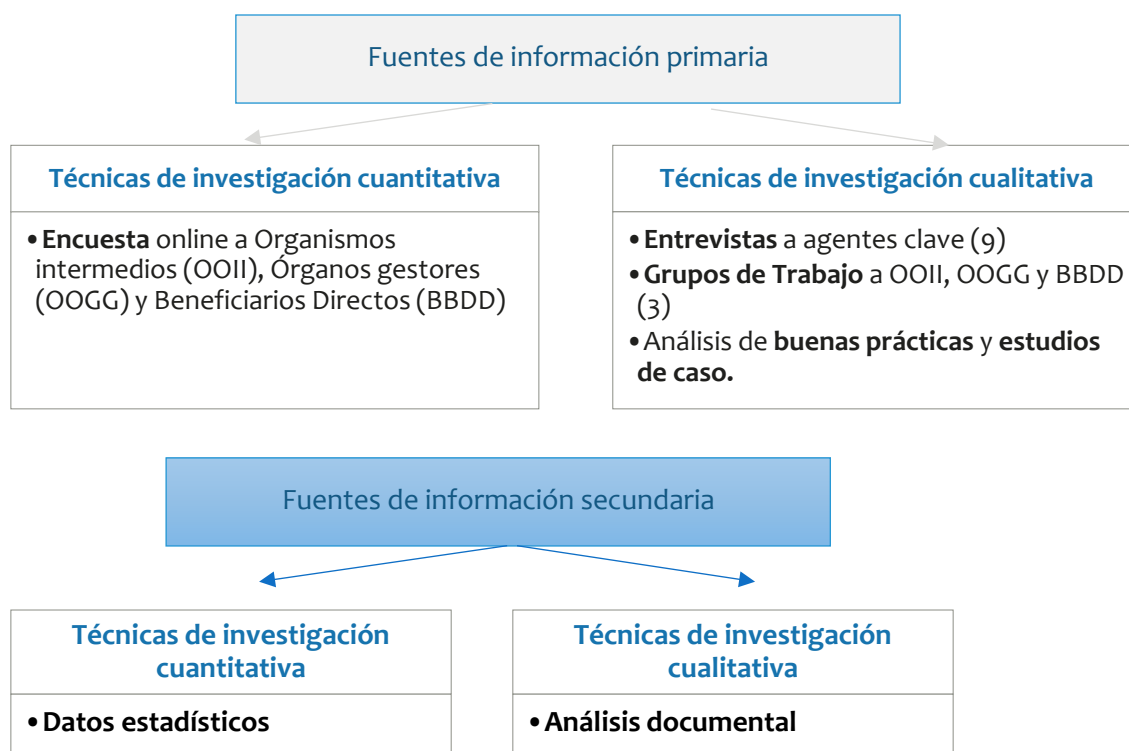 Fuentes de información primaria
Técnicas de investigación cuantitativa
•Encuesta online a Organismos
intermedios (OOII), Órganos gestores
(OOGG) y Beneficiarios Directos (BBDD)
Técnicas de investigación cualitativa
•Entrevistas a agentes clave (9)
•Grupos de Trabajo a OOII, OOGG y BBDD
(3)
•Análisis de buenas prácticas y estudios
de caso.
Fuentes de información secundaria
Técnicas de investigación
cuantitativa
•Datos estadísticos
Técnicas de investigación
cualitativa
•Análisis documental